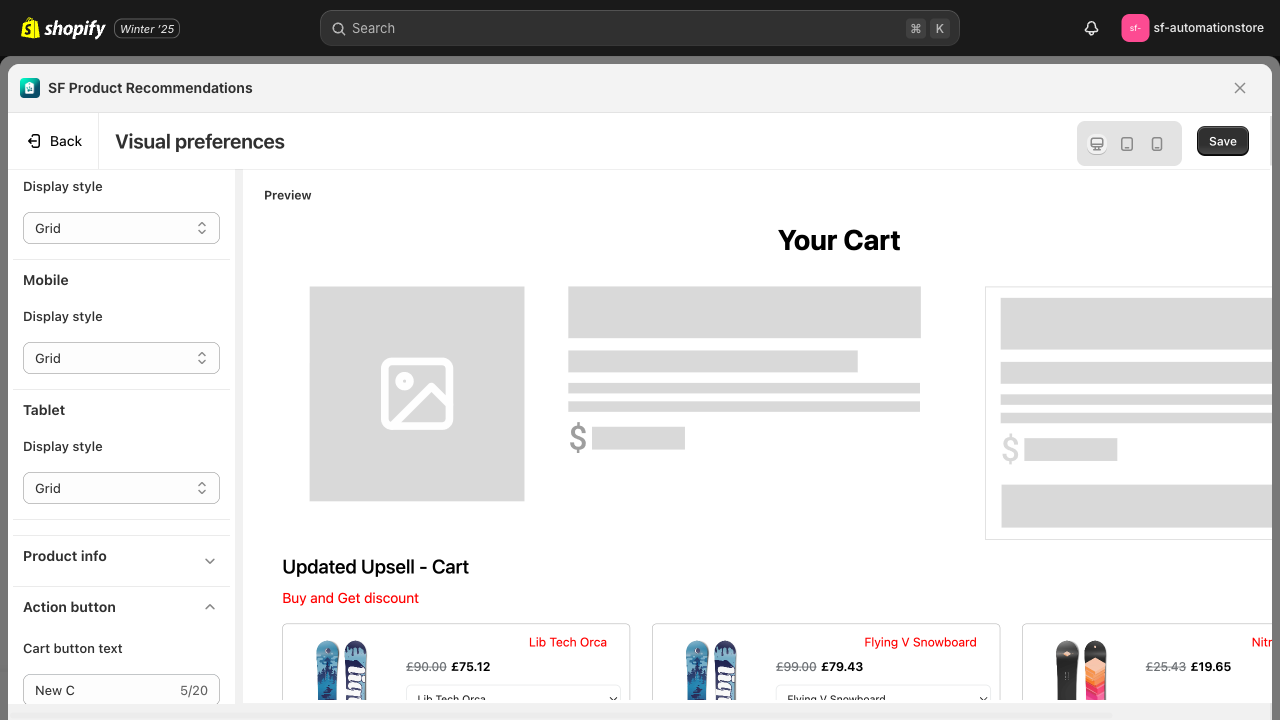 shopify
Winter '25
Search
⌘ K
sf-
sf-automationstore
SF Product Recommendations
Back
Visual preferences
Save
Display style
Grid
Mobile
Display style
Grid
Tablet
Display style
Grid
Product info
Action button
Cart button text
New C
5/20
Preview
Your Cart
$
$
Updated Upsell - Cart
Buy and Get discount
Lib Tech Orca
£90.00 £75.12
Lib Tech Orca
Flying V Snowboard
£99.00 £79.43
Flying V Snowboard
Nitr
£25.43 £19.65